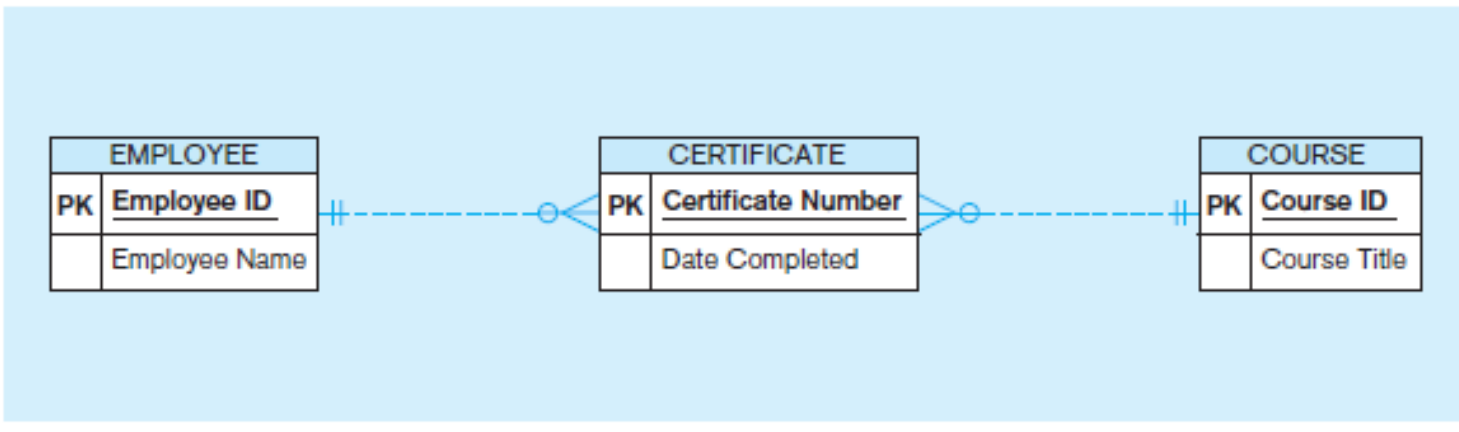 EMPLOYEE
PK Employee ID
Employee Name
CERTIFICATE
PK Certificate Number
Date Completed
COURSE
PK Course ID
Course Title